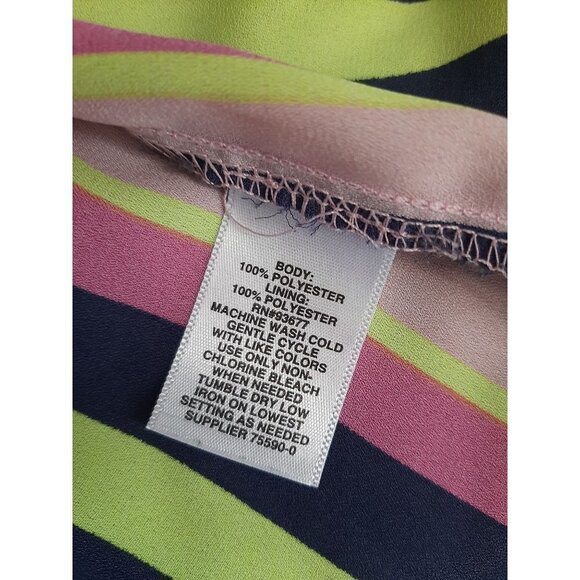 BODY:
100% POLYESTER
LINING:
100% POLYESTER
RN#93677
MACHINE WASH COLD
GENTLE CYCLE
WITH LIKE COLORS
USE ONLY NON-
CHLORINE BLEACH
WHEN NEEDED
TUMBLE DRY LOW
IRON ON LOWEST
SETTING AS NEEDED
SUPPLIER 75590-0